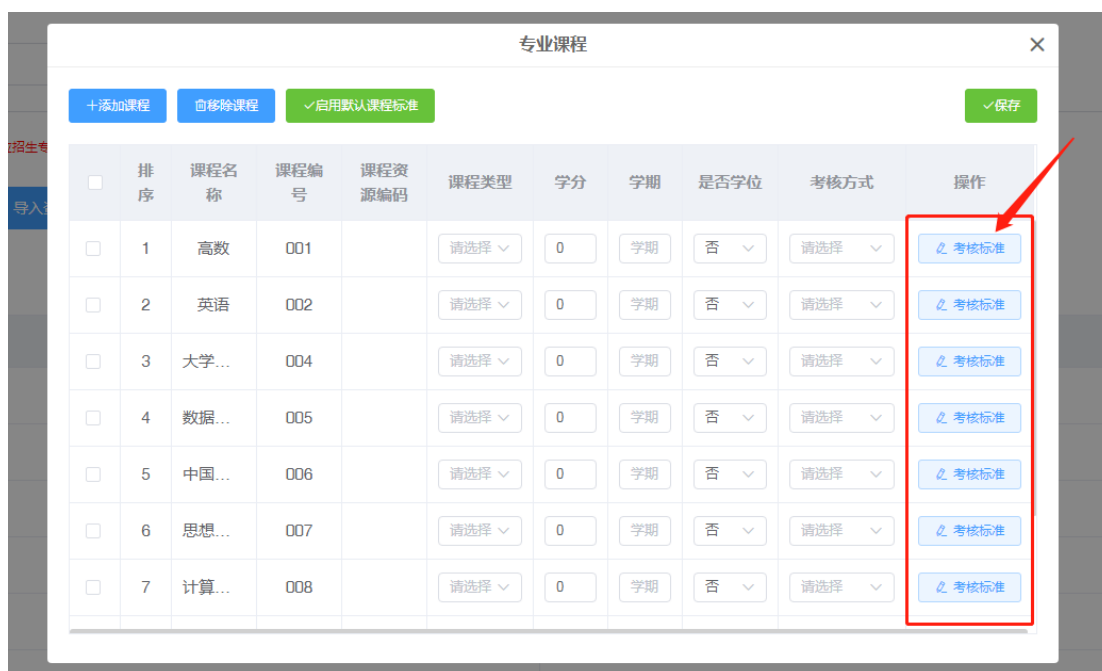 专业课程
+添加课程 移除课程 ✓启用默认课程标准 ✓保存
招生专
导入
排序 课程名称 课程编号 课程资源编码 课程类型 学分 学期 是否学位 考核方式 操作
1 高数 001 请选择 0 学期 否 请选择 考核标准
2 英语 002 请选择 0 学期 否 请选择 考核标准
3 大学... 004 请选择 0 学期 否 请选择 考核标准
4 数据... 005 请选择 0 学期 否 请选择 考核标准
5 中国... 006 请选择 0 学期 否 请选择 考核标准
6 思想... 007 请选择 0 学期 否 请选择 考核标准
7 计算... 008 请选择 0 学期 否 请选择 考核标准